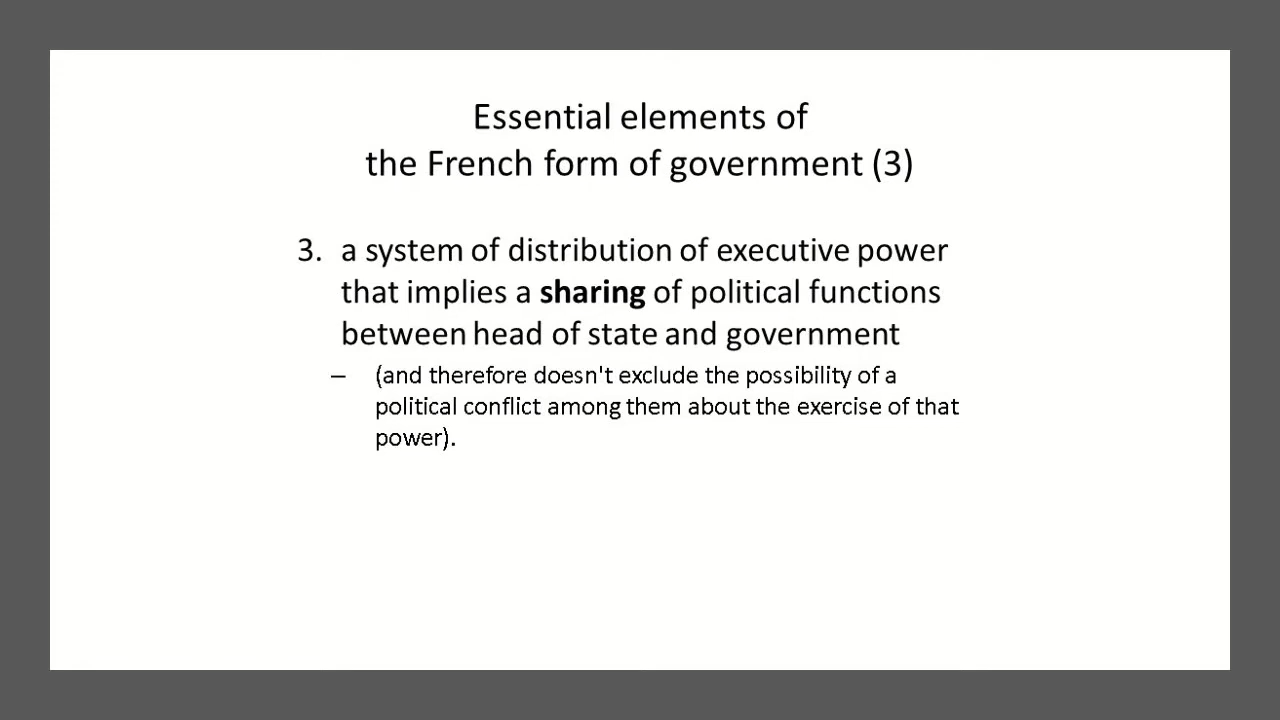 Essential elements of
the French form of government (3)
3. a system of distribution of executive power
that implies a sharing of political functions
between head of state and government
– (and therefore doesn't exclude the possibility of a
political conflict among them about the exercise of that
power).